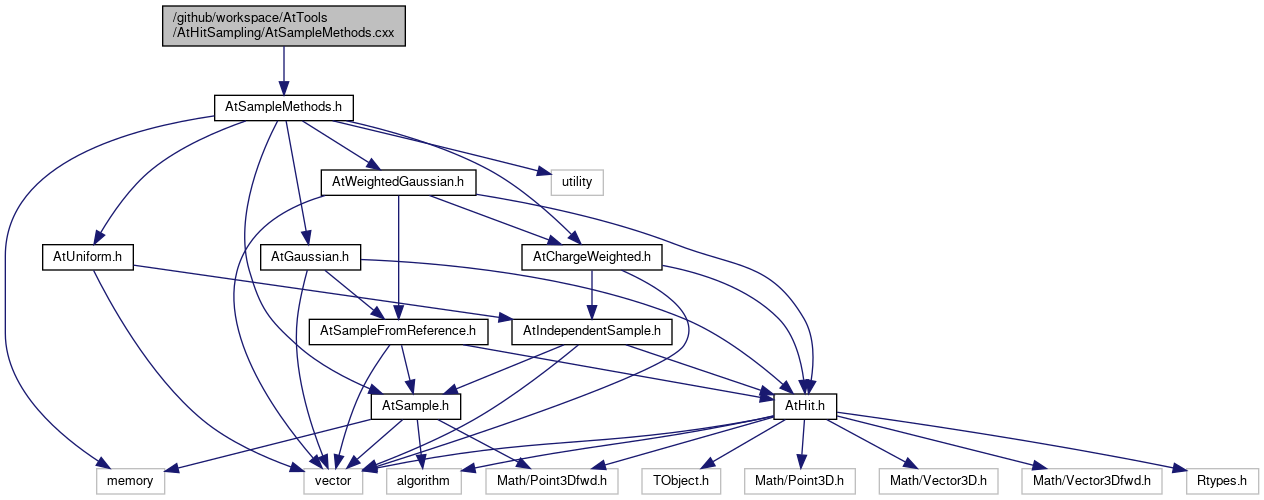 /github/workspace/AtTools
/AtHitSampling/AtSampleMethods.cxx
AtSampleMethods.h
AtWeightedGaussian.h
utility
AtUniform.h
AtGaussian.h
AtChargeWeighted.h
AtSampleFromReference.h
AtIndependentSample.h
AtSample.h
AtHit.h
memory
vector
algorithm
Math/Point3Dfwd.h
TObject.h
Math/Point3D.h
Math/Vector3D.h
Math/Vector3Dfwd.h
Rtypes.h